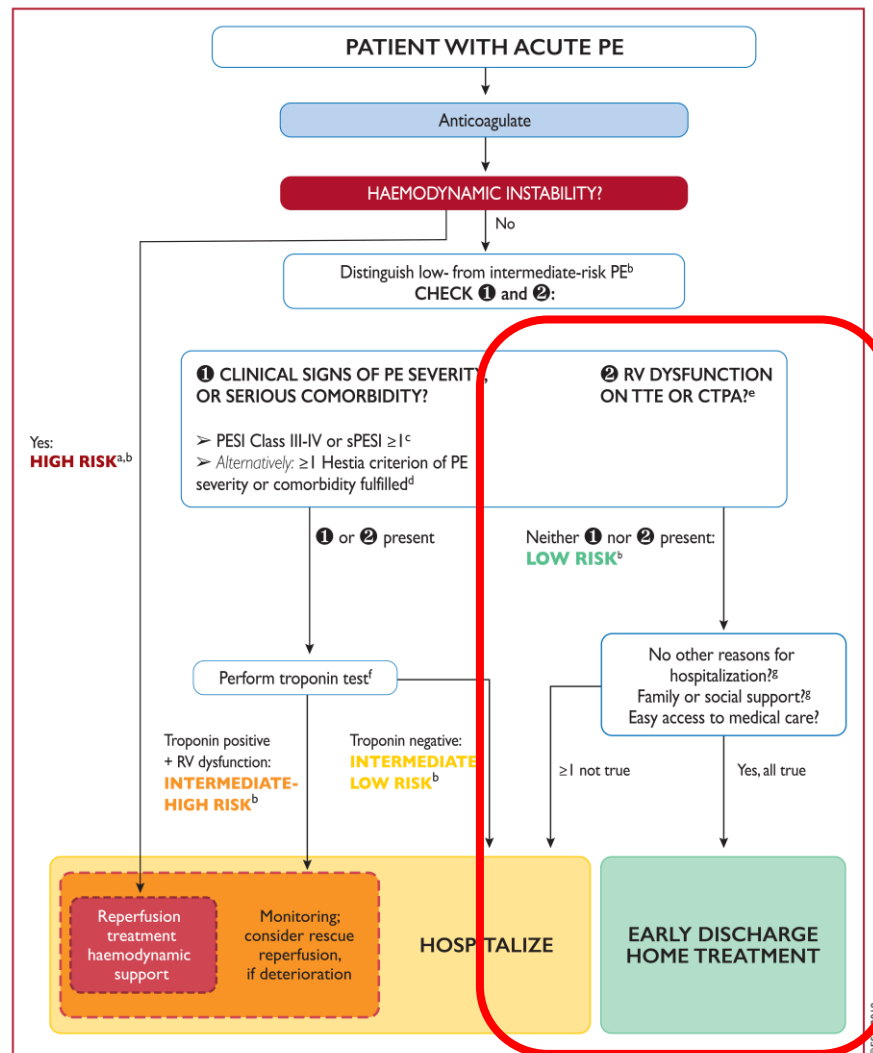 PATIENT WITH ACUTE PE
Anticoagulate
HAEMODYNAMIC INSTABILITY?
No
Distinguish low- from intermediate-risk PEᵇ
CHECK ❶ and ❷:
❶ CLINICAL SIGNS OF PE SEVERITY,
OR SERIOUS COMORBIDITY?
➢ PESI Class III-IV or sPESI ≥1ᶜ
➢ Alternatively: ≥1 Hestia criterion of PE
severity or comorbidity fulfilledᵈ
❷ RV DYSFUNCTION
ON TTE OR CTPA?ᵉ
Yes:
HIGH RISKᵃ,ᵇ
❶ or ❷ present
Neither ❶ nor ❷ present:
LOW RISKᵇ
Perform troponin testᶠ
No other reasons for
hospitalization?ᵍ
Family or social support?ᵍ
Easy access to medical care?
Troponin positive
+ RV dysfunction:
INTERMEDIATE-
HIGH RISKᵇ
Troponin negative:
INTERMEDIATE
LOW RISKᵇ
≥1 not true
Yes, all true
Reperfusion
treatment
haemodynamic
support
Monitoring;
consider rescue
reperfusion,
if deterioration
HOSPITALIZE
EARLY DISCHARGE
HOME TREATMENT